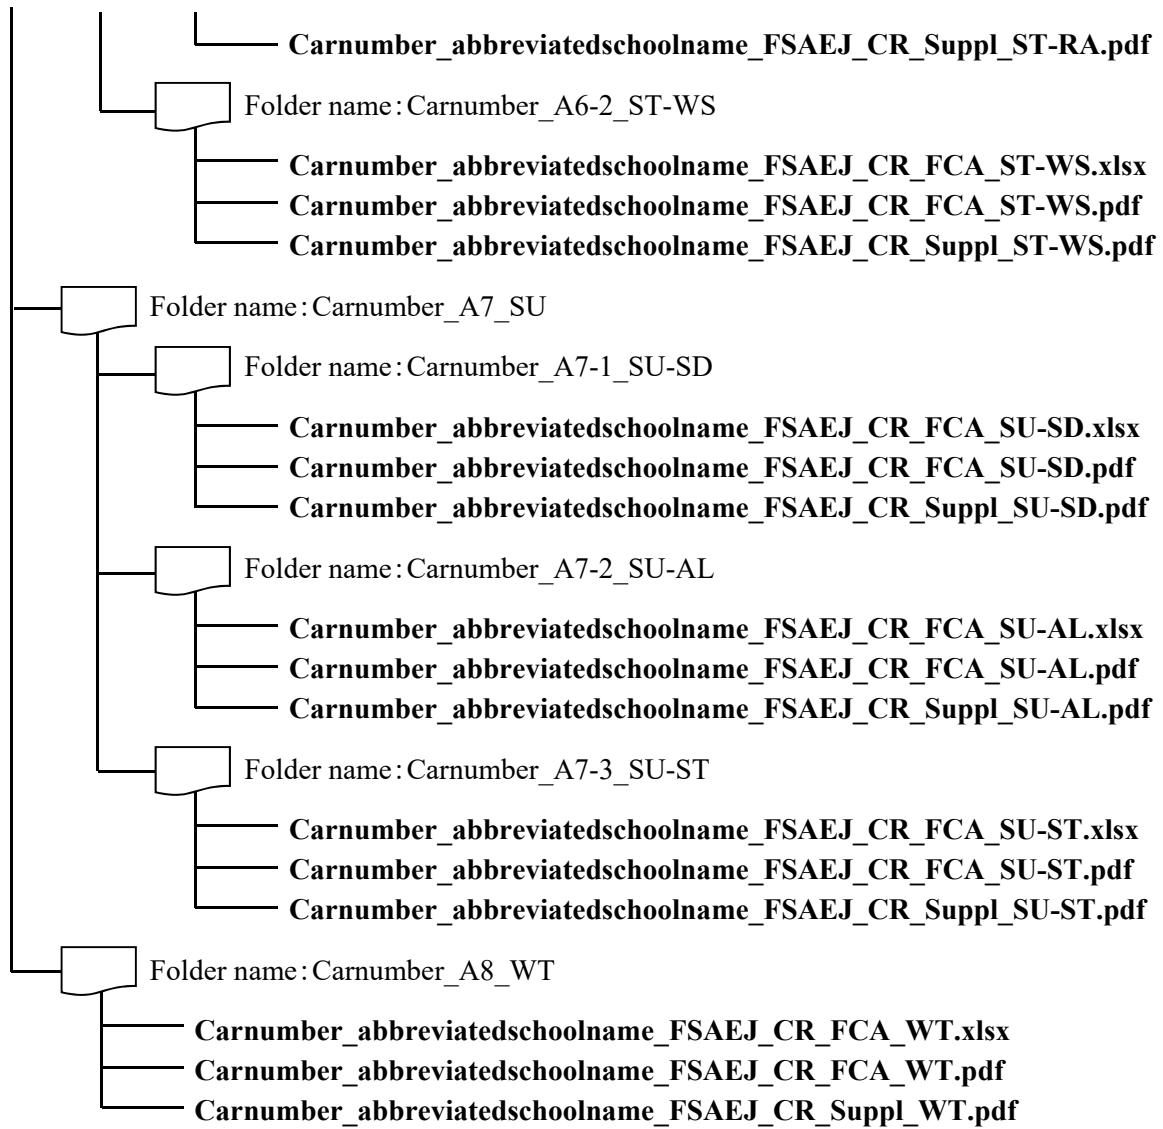 Carnumber_abbreviatedschoolname_FSAEJ_CR_Suppl_ST-RA.pdf
Folder name:Carnumber_A6-2_ST-WS
Carnumber_abbreviatedschoolname_FSAEJ_CR_FCA_ST-WS.xlsx
Carnumber_abbreviatedschoolname_FSAEJ_CR_FCA_ST-WS.pdf
Carnumber_abbreviatedschoolname_FSAEJ_CR_Suppl_ST-WS.pdf
Folder name:Carnumber_A7_SU
Folder name:Carnumber_A7-1_SU-SD
Carnumber_abbreviatedschoolname_FSAEJ_CR_FCA_SU-SD.xlsx
Carnumber_abbreviatedschoolname_FSAEJ_CR_FCA_SU-SD.pdf
Carnumber_abbreviatedschoolname_FSAEJ_CR_Suppl_SU-SD.pdf
Folder name:Carnumber_A7-2_SU-AL
Carnumber_abbreviatedschoolname_FSAEJ_CR_FCA_SU-AL.xlsx
Carnumber_abbreviatedschoolname_FSAEJ_CR_FCA_SU-AL.pdf
Carnumber_abbreviatedschoolname_FSAEJ_CR_Suppl_SU-AL.pdf
Folder name:Carnumber_A7-3_SU-ST
Carnumber_abbreviatedschoolname_FSAEJ_CR_FCA_SU-ST.xlsx
Carnumber_abbreviatedschoolname_FSAEJ_CR_FCA_SU-ST.pdf
Carnumber_abbreviatedschoolname_FSAEJ_CR_Suppl_SU-ST.pdf
Folder name:Carnumber_A8_WT
Carnumber_abbreviatedschoolname_FSAEJ_CR_FCA_WT.xlsx
Carnumber_abbreviatedschoolname_FSAEJ_CR_FCA_WT.pdf
Carnumber_abbreviatedschoolname_FSAEJ_CR_Suppl_WT.pdf